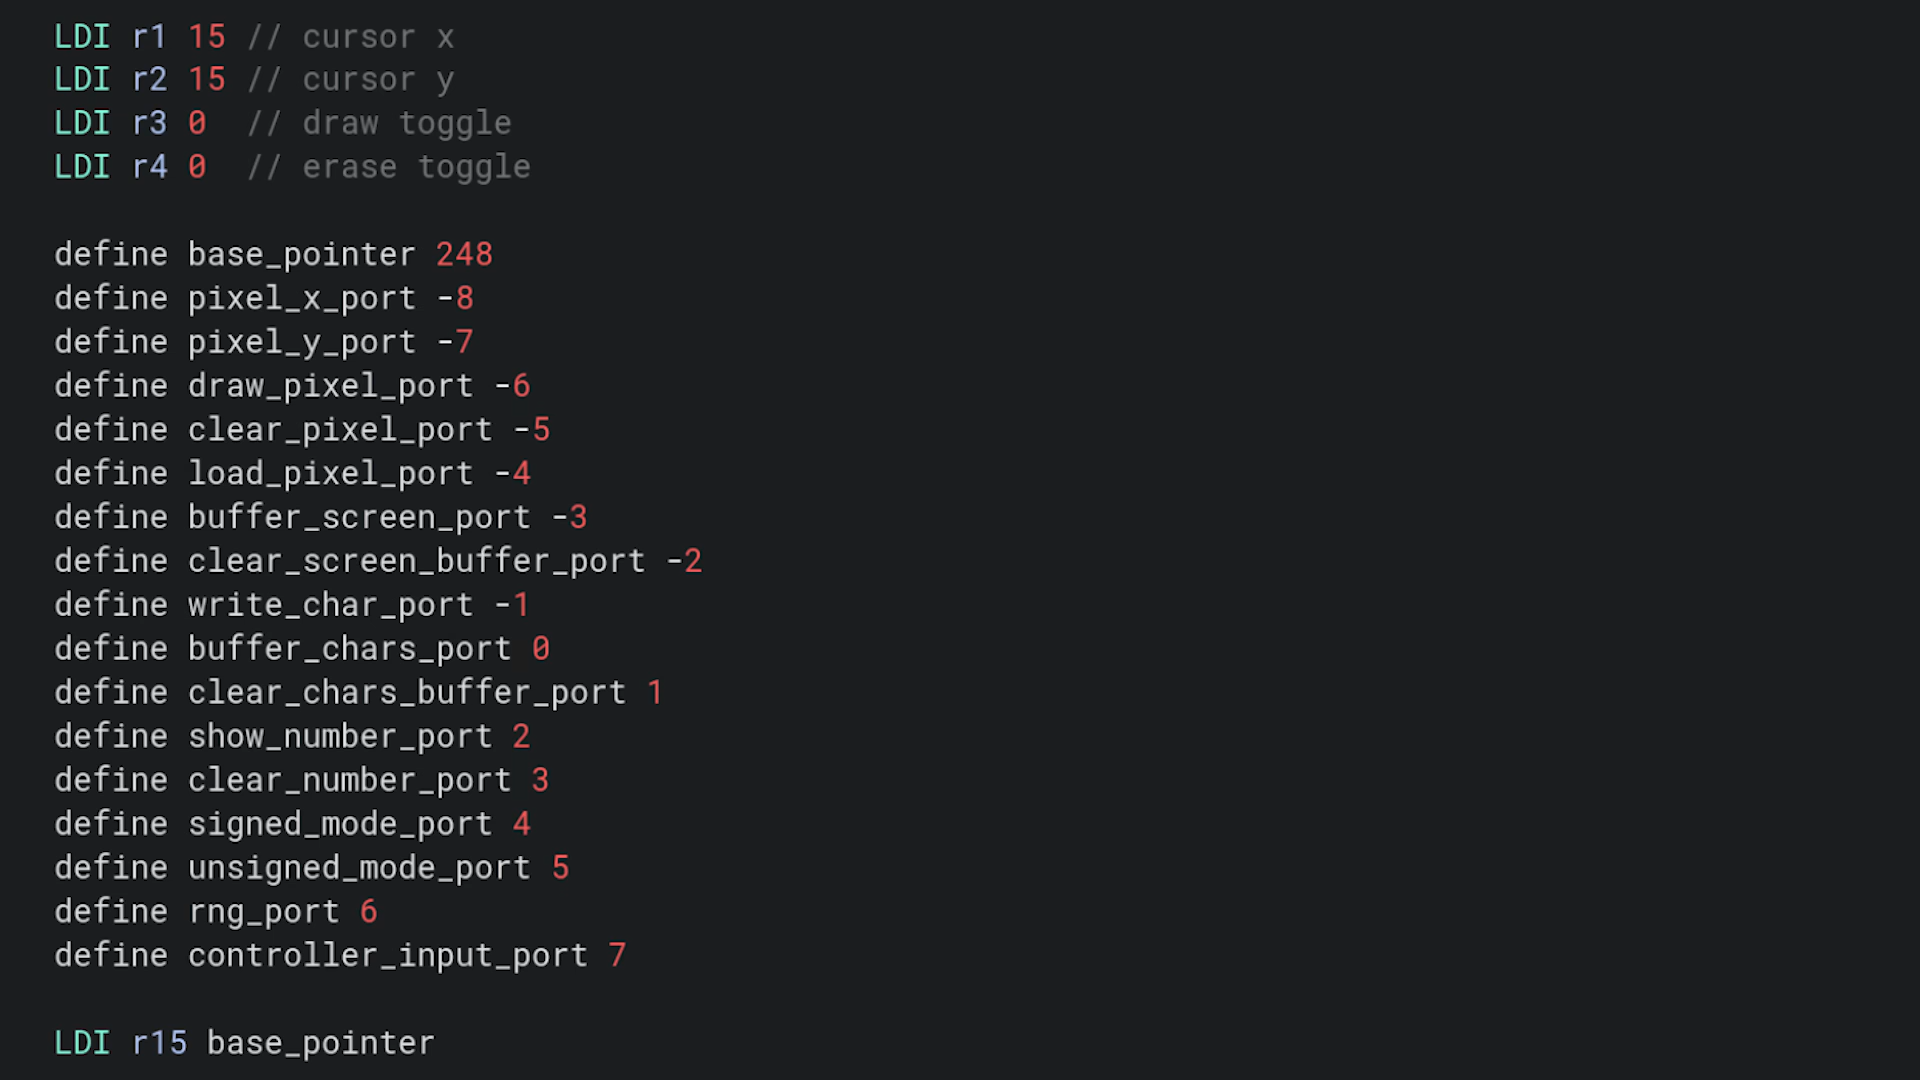 LDI r1 15 // cursor x
LDI r2 15 // cursor y
LDI r3 0  // draw toggle
LDI r4 0  // erase toggle
define base_pointer 248
define pixel_x_port -8
define pixel_y_port -7
define draw_pixel_port -6
define clear_pixel_port -5
define load_pixel_port -4
define buffer_screen_port -3
define clear_screen_buffer_port -2
define write_char_port -1
define buffer_chars_port 0
define clear_chars_buffer_port 1
define show_number_port 2
define clear_number_port 3
define signed_mode_port 4
define unsigned_mode_port 5
define rng_port 6
define controller_input_port 7
LDI r15 base_pointer